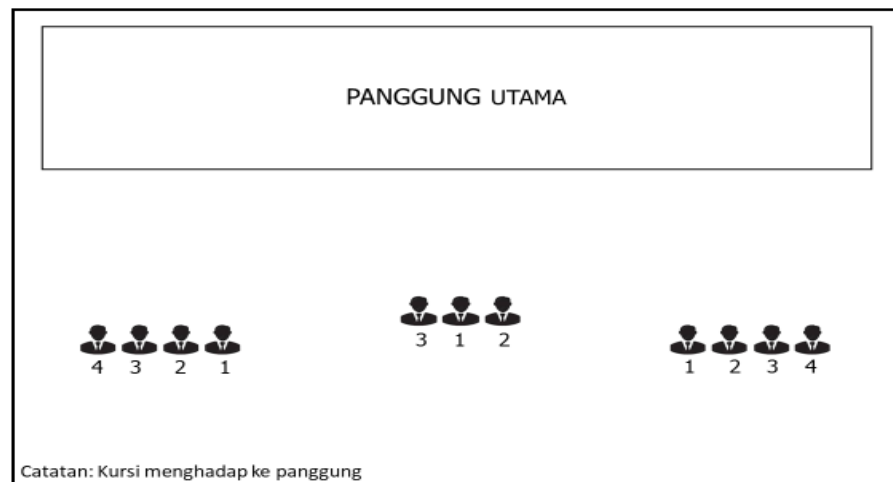 PANGGUNG UTAMA
3 1 2
4 3 2 1
1 2 3 4
Catatan: Kursi menghadap ke panggung